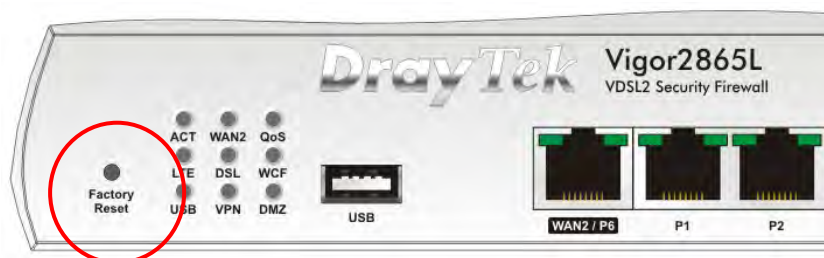 DrayTek
Vigor2865L
VDSL2 Security Firewall
ACT WAN2 QoS
LTE DSL WCF
USB VPN DMZ
Factory
Reset
USB
WAN2 / P6
P1
P2